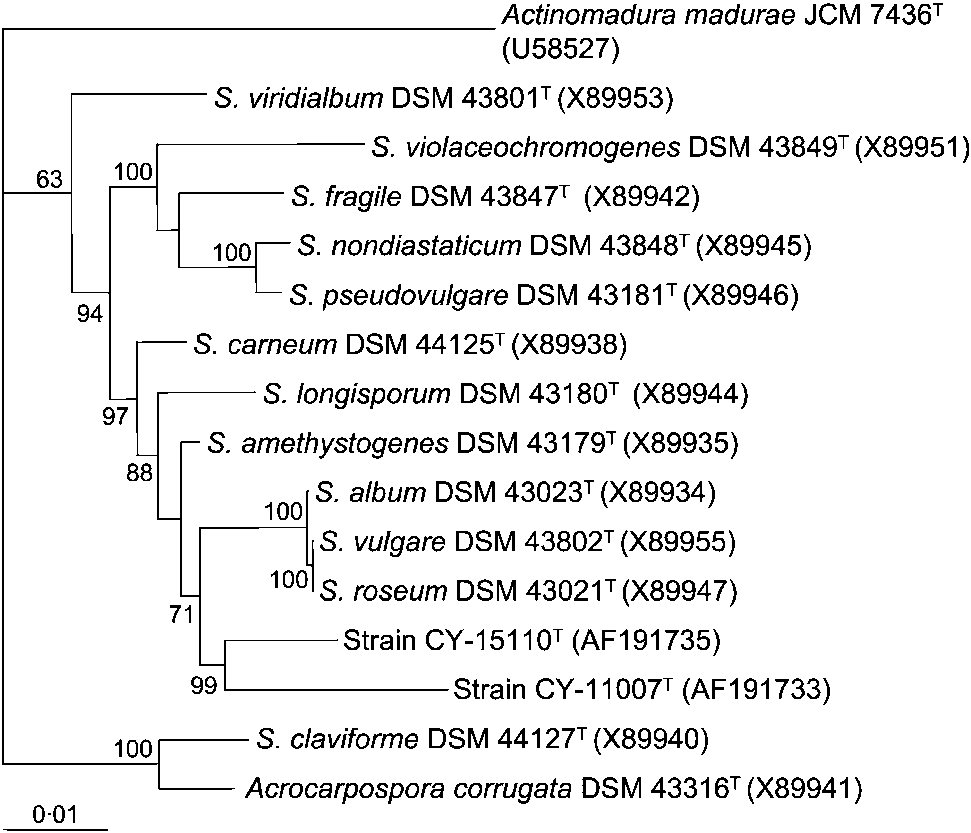 Actinomadura madurae JCM 7436ᵀ
(U58527)
S. viridialbum DSM 43801ᵀ (X89953)
S. violaceochromogenes DSM 43849ᵀ (X89951)
100
63
S. fragile DSM 43847ᵀ (X89942)
S. nondiastaticum DSM 43848ᵀ (X89945)
100
S. pseudovulgare DSM 43181ᵀ (X89946)
94
S. carneum DSM 44125ᵀ (X89938)
S. longisporum DSM 43180ᵀ (X89944)
97
S. amethystogenes DSM 43179ᵀ (X89935)
88
S. album DSM 43023ᵀ (X89934)
100
S. vulgare DSM 43802ᵀ (X89955)
100
S. roseum DSM 43021ᵀ (X89947)
71
Strain CY-15110ᵀ (AF191735)
99
Strain CY-11007ᵀ (AF191733)
S. claviforme DSM 44127ᵀ (X89940)
100
Acrocarpospora corrugata DSM 43316ᵀ (X89941)
0·01